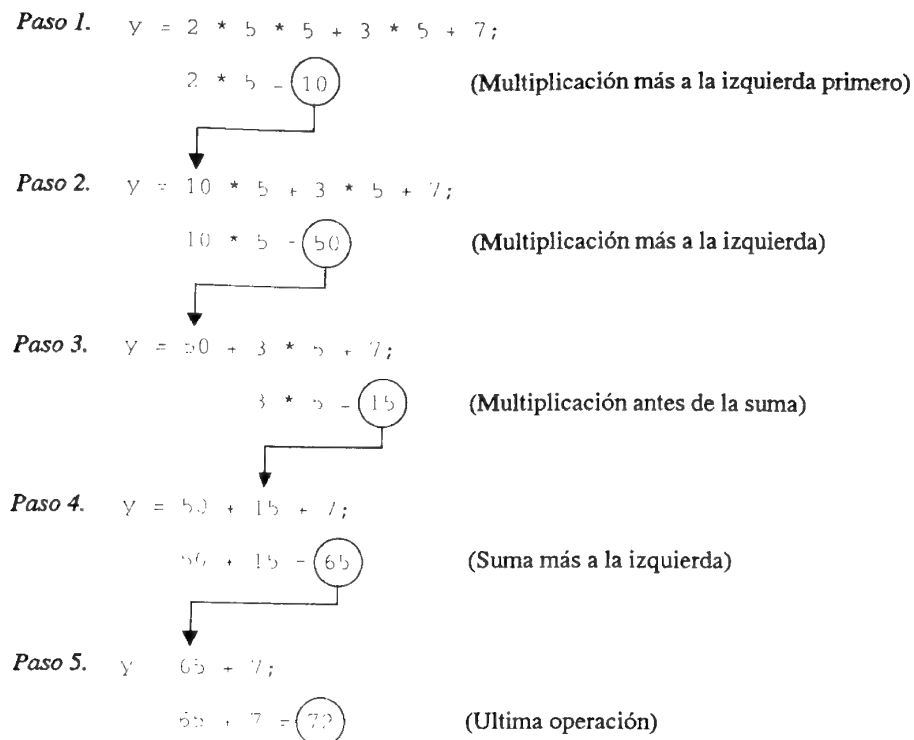 Paso 1. y = 2 * 5 * 5 + 3 * 5 + 7;
2 * 5 = 10 (Multiplicación más a la izquierda primero)
Paso 2. y = 10 * 5 + 3 * 5 + 7;
10 * 5 = 50 (Multiplicación más a la izquierda)
Paso 3. y = 50 + 3 * 5 + 7;
3 * 5 = 15 (Multiplicación antes de la suma)
Paso 4. y = 50 + 15 + 7;
50 + 15 = 65 (Suma más a la izquierda)
Paso 5. y 65 + 7;
65 + 7 = 72 (Ultima operación)